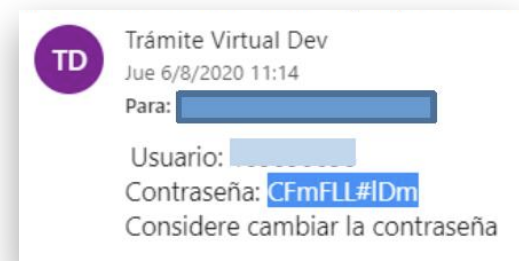 TD
Trámite Virtual Dev
Jue 6/8/2020 11:14
Para:
Usuario:
Contraseña: CFmFLL#lDm
Considere cambiar la contraseña